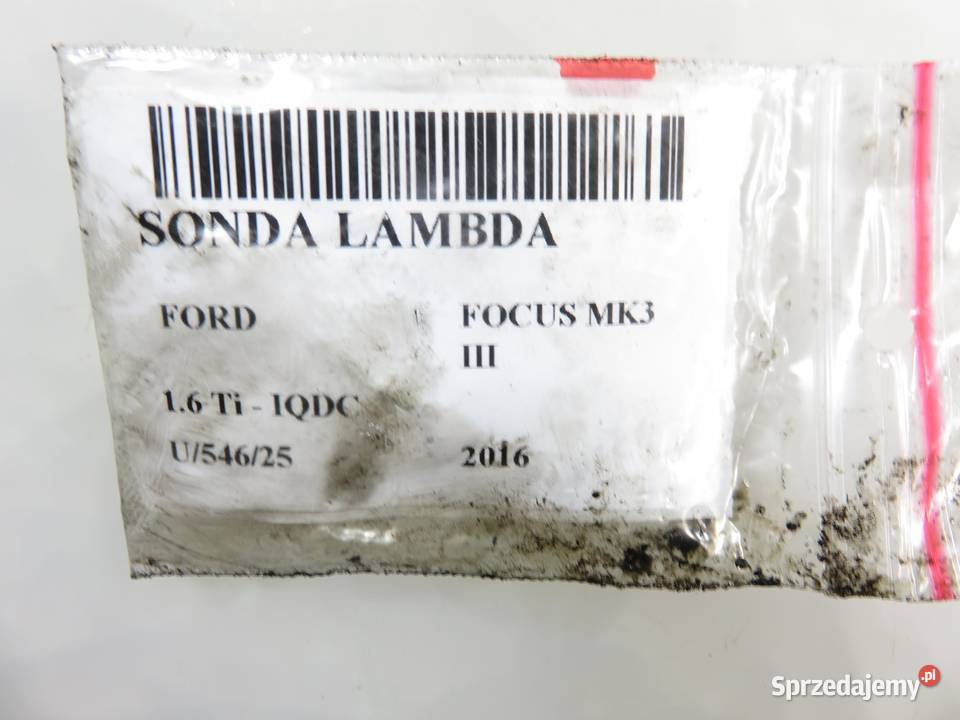 SONDA LAMBDA
FORD FOCUS MK3
III
1.6 Ti - IQDC
U/546/25 2016
Sprzedajemy.pl